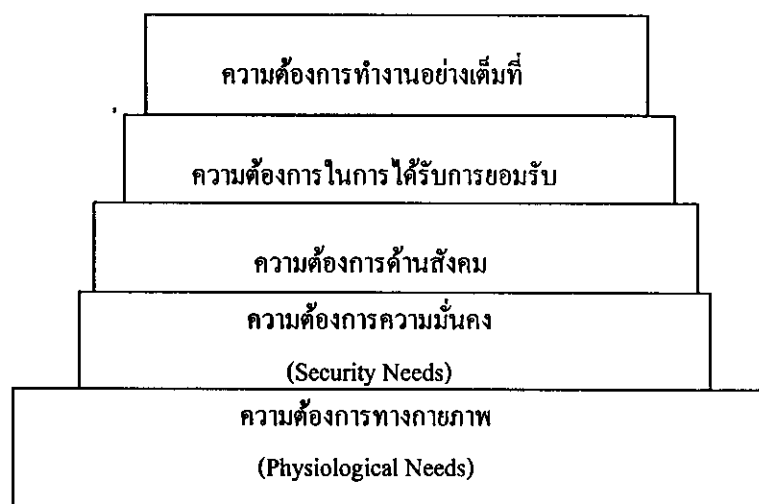 ความต้องการทำงานอย่างเต็มที่
ความต้องการในการได้รับการยอมรับ
ความต้องการด้านสังคม
ความต้องการความมั่นคง
(Security Needs)
ความต้องการทางกายภาพ
(Physiological Needs)